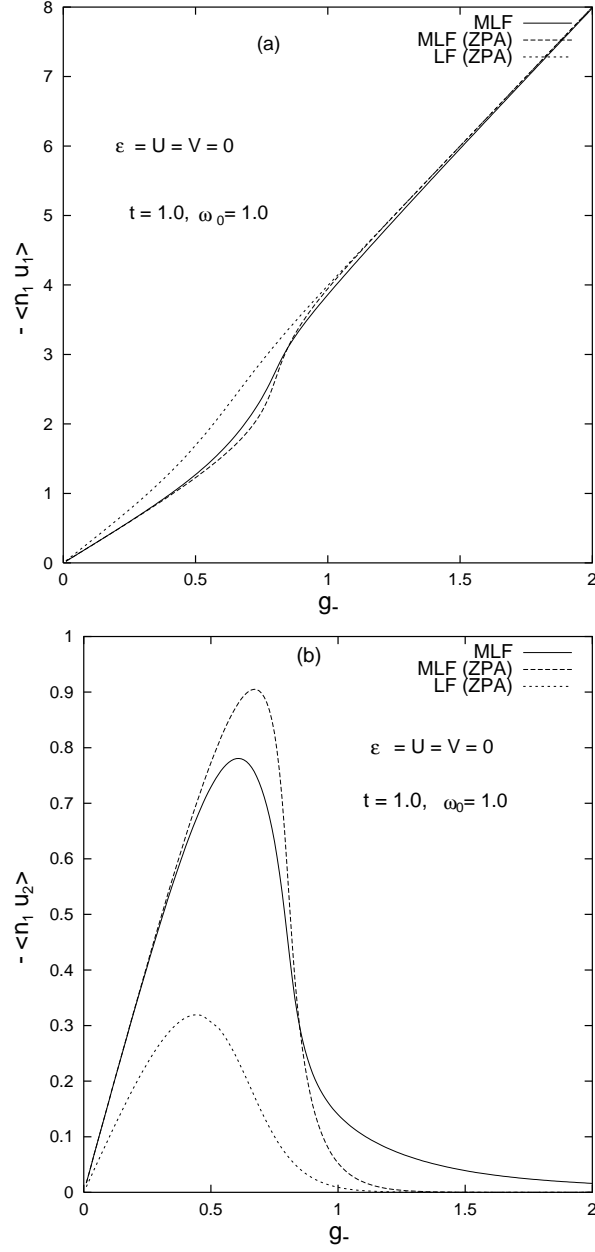 8
7
6
5
4
3
2
1
0
- <n₁ u₁>
(a)
MLF
MLF (ZPA)
LF (ZPA)
ε = U = V = 0
t = 1.0, ω₀ = 1.0
0 0.5 1 1.5 2
g-
1
0.9
0.8
0.7
0.6
0.5
0.4
0.3
0.2
0.1
0
- <n₁ u₂>
(b)
MLF
MLF (ZPA)
LF (ZPA)
ε = U = V = 0
t = 1.0, ω₀ = 1.0
0 0.5 1.0 1.5 2
g-